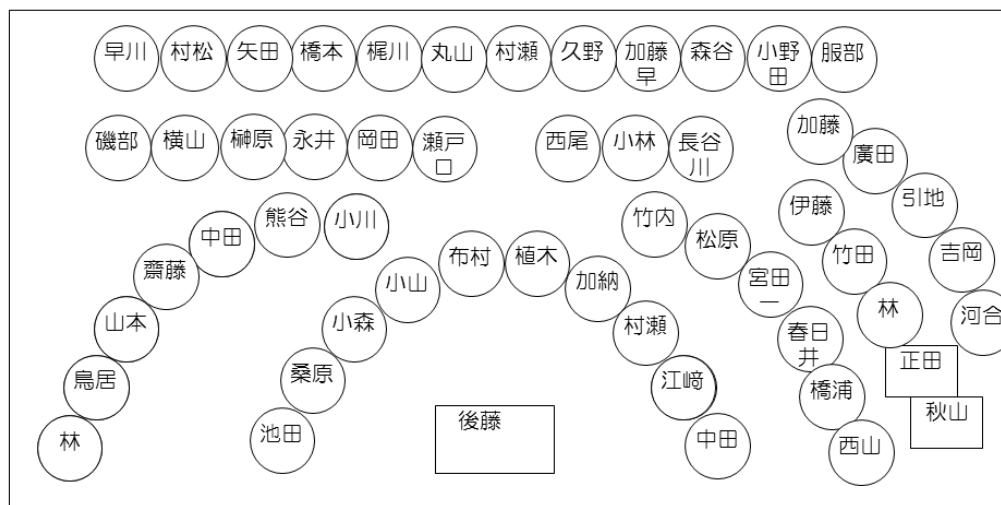 早川 村松 矢田 橋本 梶川 丸山 村瀬 久野 加藤早 森谷 小野田 服部
磯部 横山 榊原 永井 岡田 瀬戸口 西尾 小林 長谷川 加藤
廣田
引地
吉岡
河合
伊藤
竹田
林
正田
秋山
林
鳥居
山本
齋藤
中田
熊谷
小川
竹内
松原
宮田一
春日井
橋浦
西山
池田
桑原
小森
小山
布村
植木
加納
村瀬
江﨑
中田
後藤